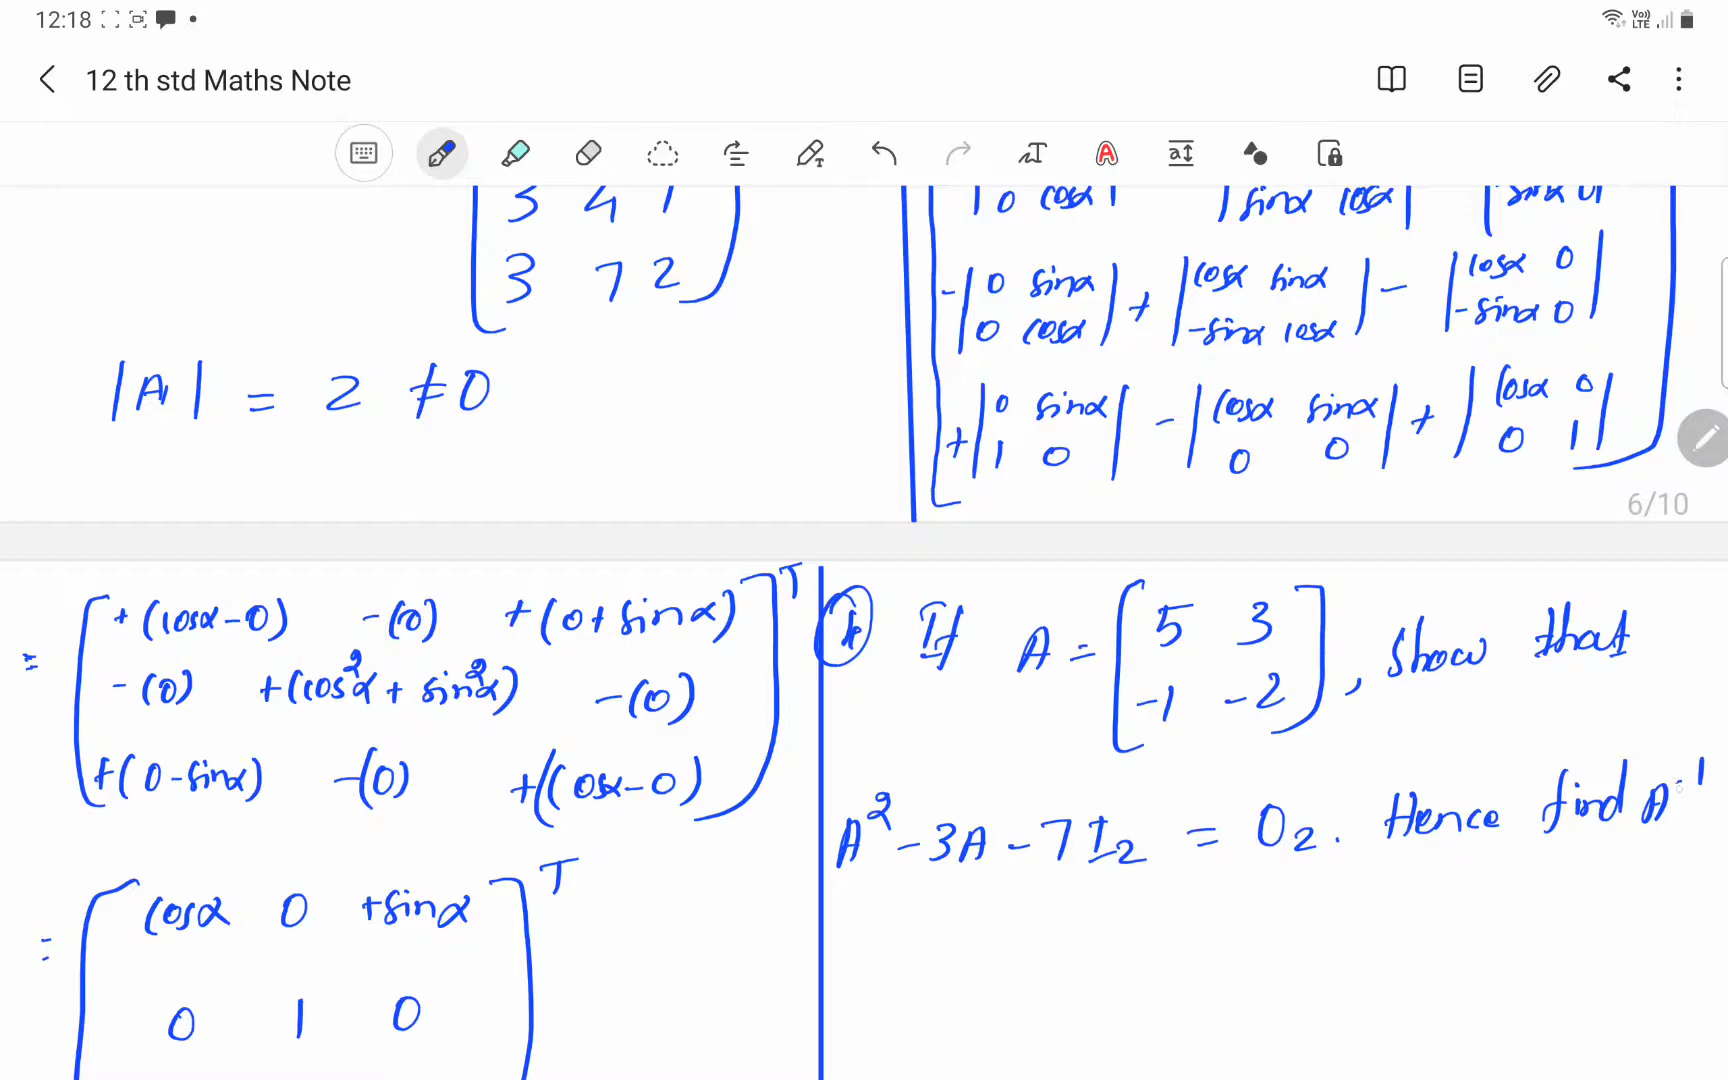 12:18
12 th std Maths Note
3 4 1
3 7 2
|A| = 2 ≠ 0
|0 cosα| |sinα cosα| |sinα 0|
-|0 sinα| + |cosα sinα| - |cosα 0|
|0 cosα| |-sinα cosα| |-sinα 0|
+|0 sinα| - |cosα sinα| + |cosα 0|
|1 0| |0 0| |0 1|
6/10
= [+(cosα-0) -(0) +(0+sinα)]T
-(0) +(cos²α + sin²α) -(0)
+(0-sinα) -(0) +(cosα-0)
= [cosα 0 +sinα]T
0 1 0
If A = [5 3
-1 -2], show that
A² - 3A - 7I₂ = O₂. Hence find A⁻¹